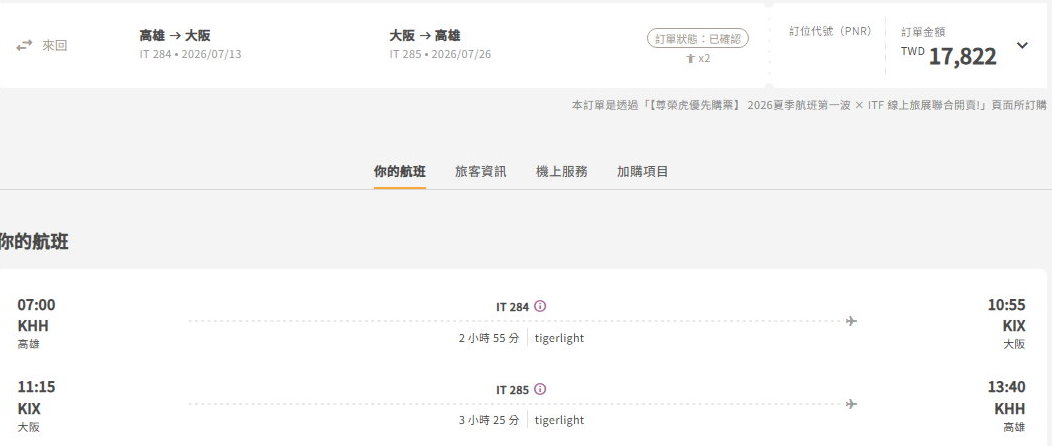 來回
高雄 → 大阪
IT 284 • 2026/07/13
大阪 → 高雄
IT 285 • 2026/07/26
訂單狀態：已確認
x2
訂位代號（PNR）
訂單金額
TWD 17,822
本訂單是透過「【尊榮虎優先購票】 2026夏季航班第一波 × ITF 線上旅展聯合開賣!」頁面所訂購
你的航班 旅客資訊 機上服務 加購項目
你的航班
07:00
KHH
高雄
IT 284
2 小時 55 分 tigerlight
10:55
KIX
大阪
11:15
KIX
大阪
IT 285
3 小時 25 分 tigerlight
13:40
KHH
高雄